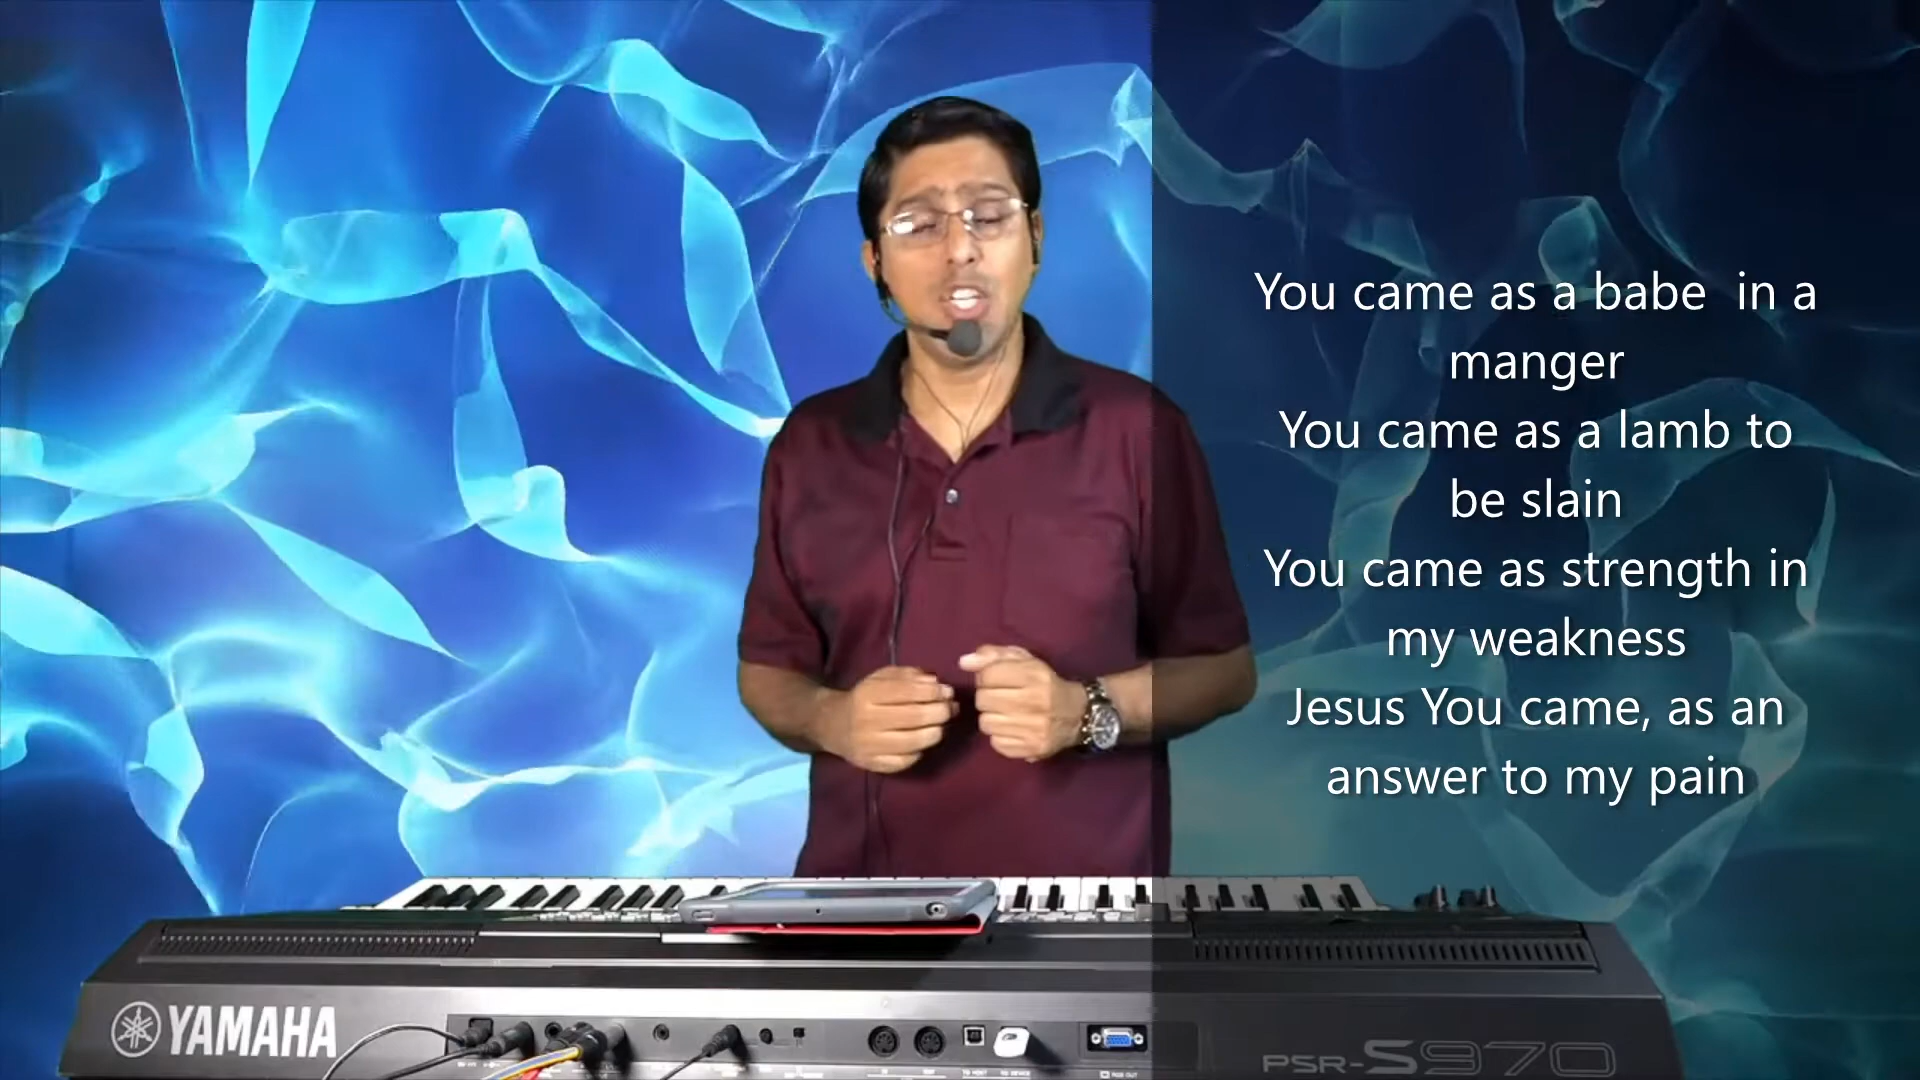 You came as a babe  in a
manger
You came as a lamb to
be slain
You came as strength in
my weakness
Jesus You came, as an
answer to my pain
YAMAHA
PSR-S970